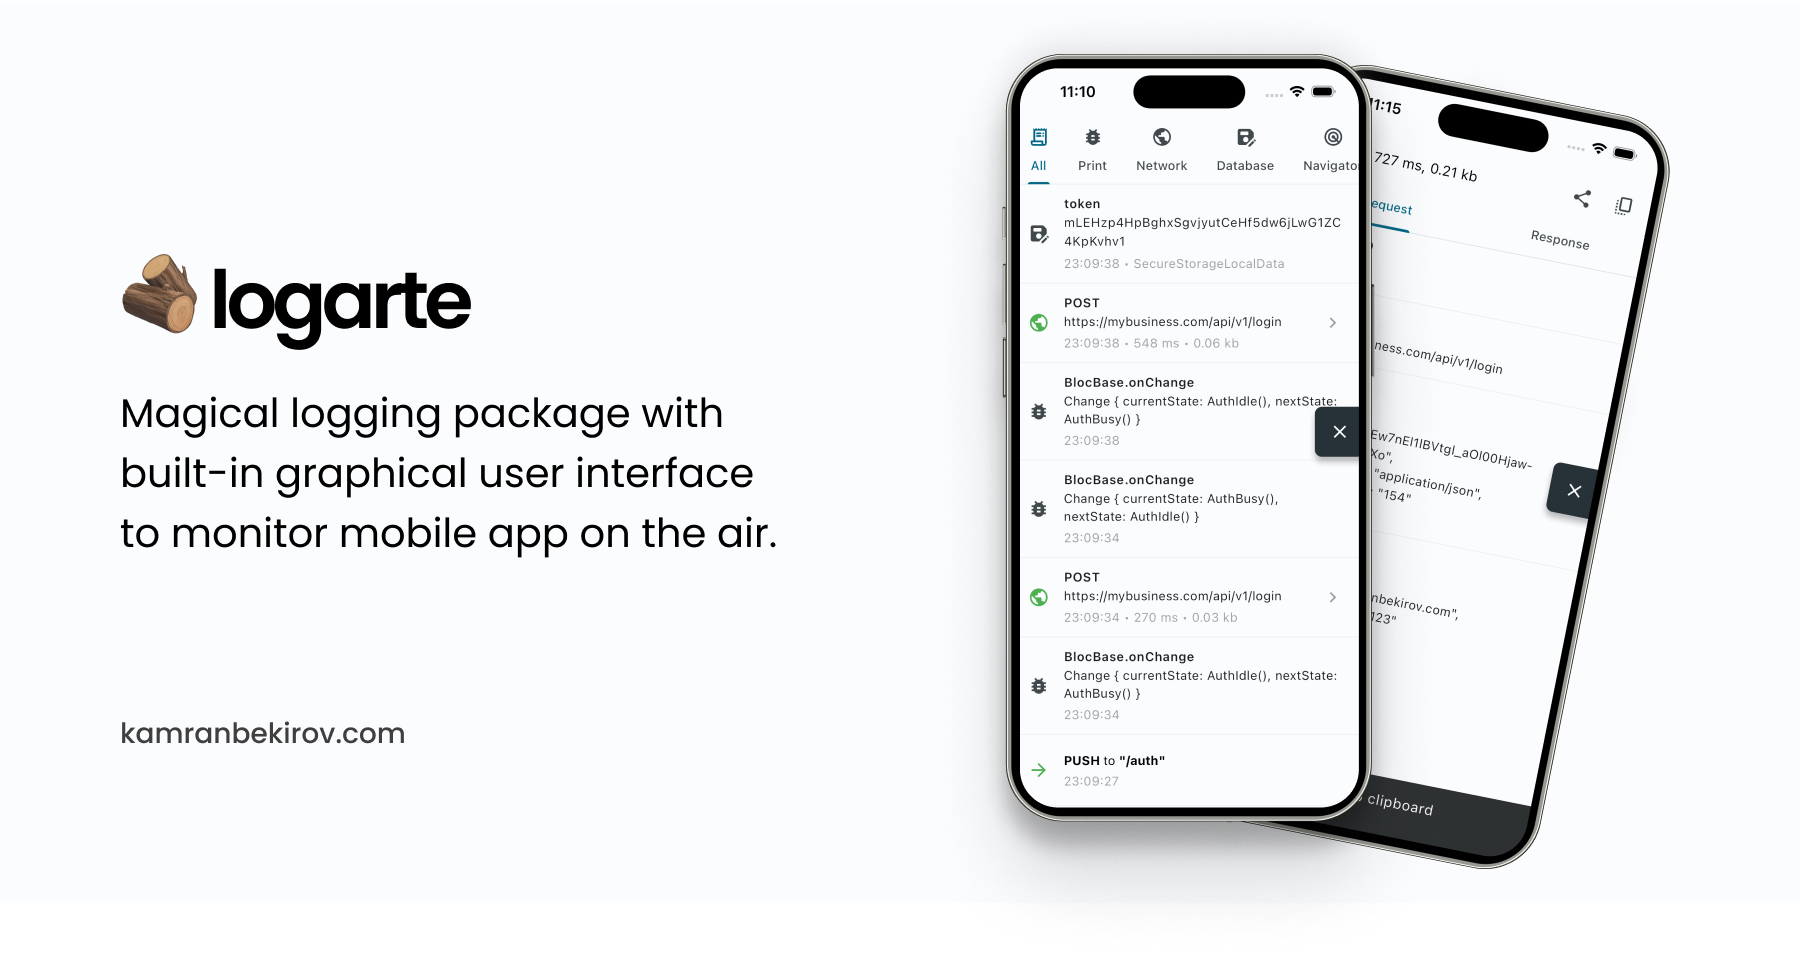 logarte
Magical logging package with
built-in graphical user interface
to monitor mobile app on the air.
kamranbekirov.com
11:10
All Print Network Database Navigator
token
mLEHzp4HpBghxSgvjyutCeHf5dw6jLwG1ZC
4KpKvhv1
23:09:38 • SecureStorageLocalData
POST
https://mybusiness.com/api/v1/login
23:09:38 • 548 ms • 0.06 kb
BlocBase.onChange
Change { currentState: AuthIdle(), nextState:
AuthBusy() }
23:09:38
BlocBase.onChange
Change { currentState: AuthBusy(),
nextState: AuthIdle() }
23:09:34
POST
https://mybusiness.com/api/v1/login
23:09:34 • 270 ms • 0.03 kb
BlocBase.onChange
Change { currentState: AuthIdle(), nextState:
AuthBusy() }
23:09:34
PUSH to "/auth"
23:09:27
11:15
727 ms, 0.21 kb
equest
Response
ness.com/api/v1/login
Xo",
"application/json",
"154"
nbekirov.com",
123"
clipboard